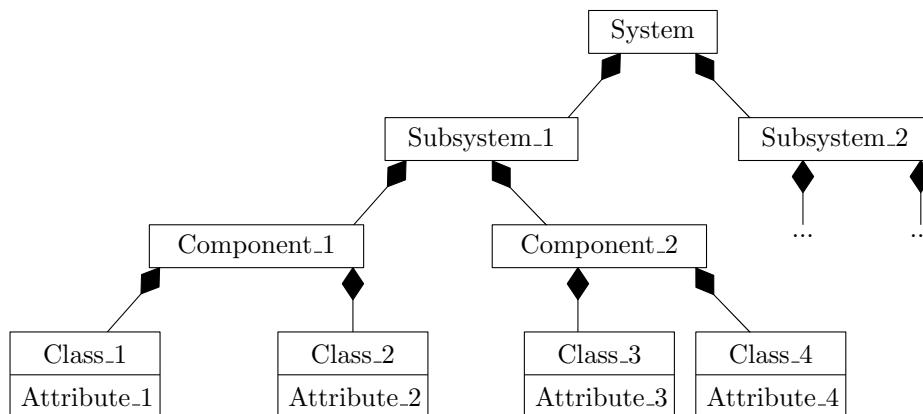 System
Subsystem_1
Subsystem_2
...
...
Component_1
Component_2
Class_1
Class_2
Class_3
Class_4
Attribute_1
Attribute_2
Attribute_3
Attribute_4